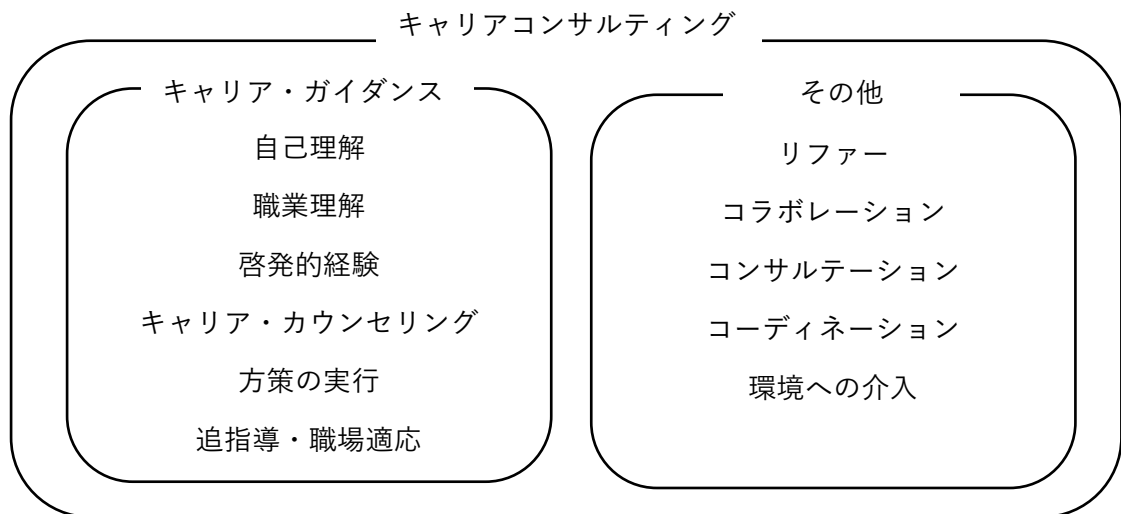 キャリアコンサルティング
キャリア・ガイダンス
自己理解
職業理解
啓発的経験
キャリア・カウンセリング
方策の実行
追指導・職場適応
その他
リファー
コラボレーション
コンサルテーション
コーディネーション
環境への介入